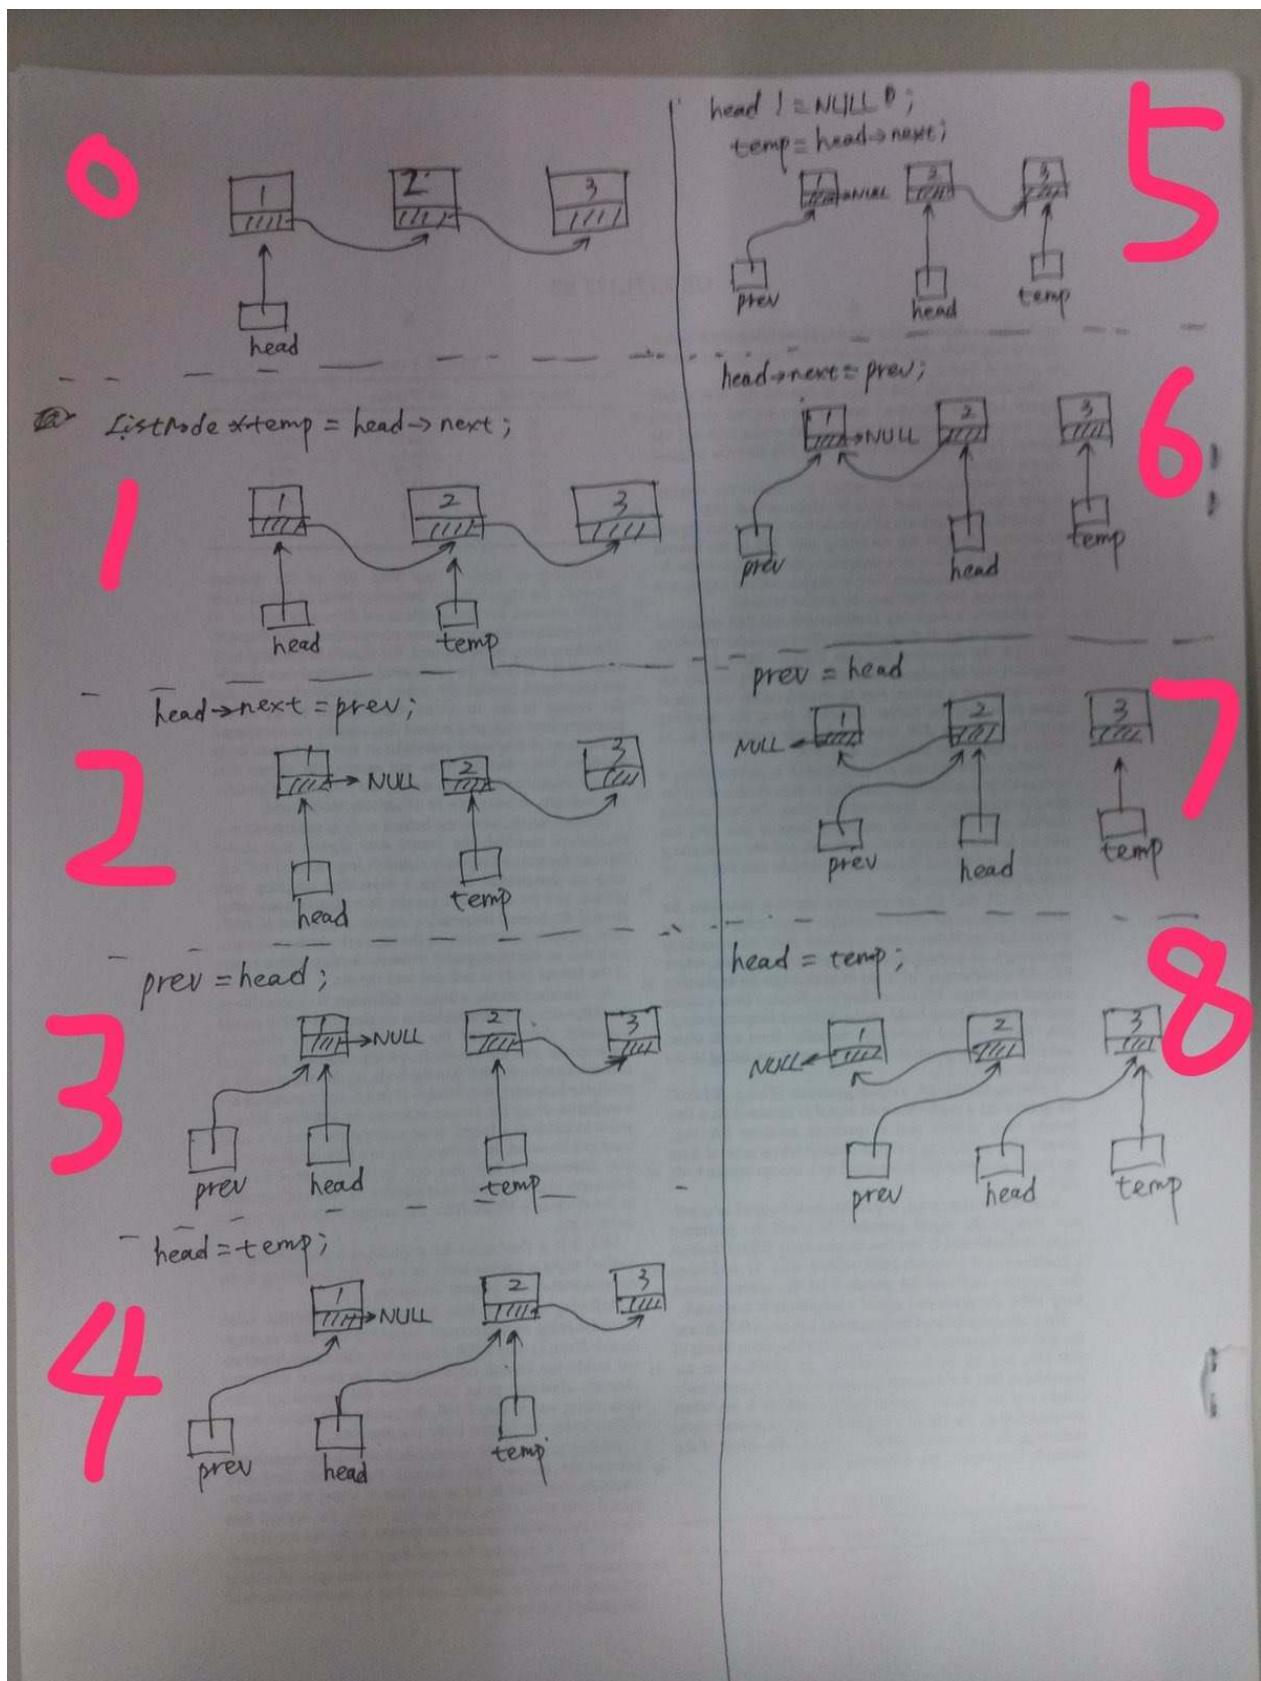 0
1 2 3
head
ListNode *temp = head->next;
1
1 2 3
head temp
head->next = prev;
2
1 NULL 2 3
head temp
prev = head;
3
1 NULL 2 3
prev head temp
head = temp;
4
1 NULL 2 3
prev head temp
head != NULL ;
temp = head->next;
5
1 NULL 2 3
prev head temp
head->next = prev;
6
1 NULL 2 3
prev head temp
prev = head
7
NULL 1 2 3
prev head temp
head = temp;
8
NULL 1 2 3
prev head temp